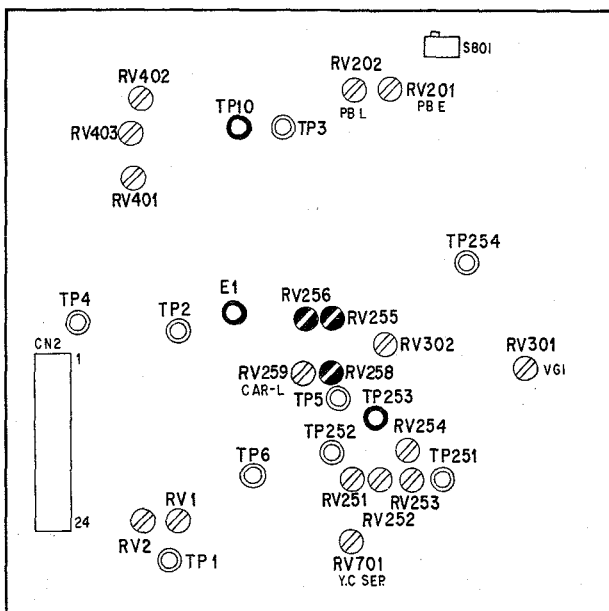 S801
RV202
RV402
RV201
PB L
PB E
TP10
RV403
TP3
RV401
TP254
E1
TP4
RV256
TP2
RV255
CN2
RV302
RV301
1
RV259
RV258
VGI
CAR-L
TP5
TP253
RV254
TP252
TP251
TP6
RV251
RV253
RV1
RV252
24
RV2
TP1
RV701
Y.C SEP.